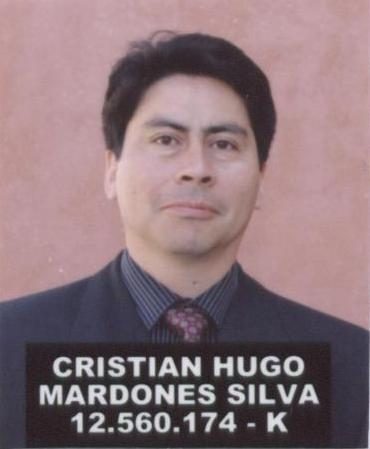 CRISTIAN HUGO
MARDONES SILVA
12.560.174 - K